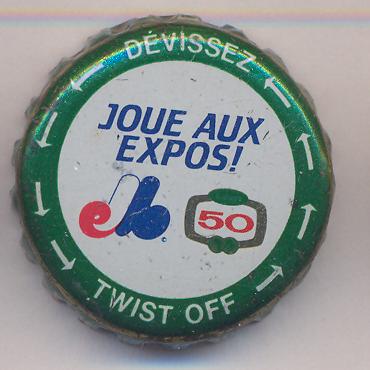 DÉVISSEZ
JOUE AUX
EXPOS!
50
TWIST OFF